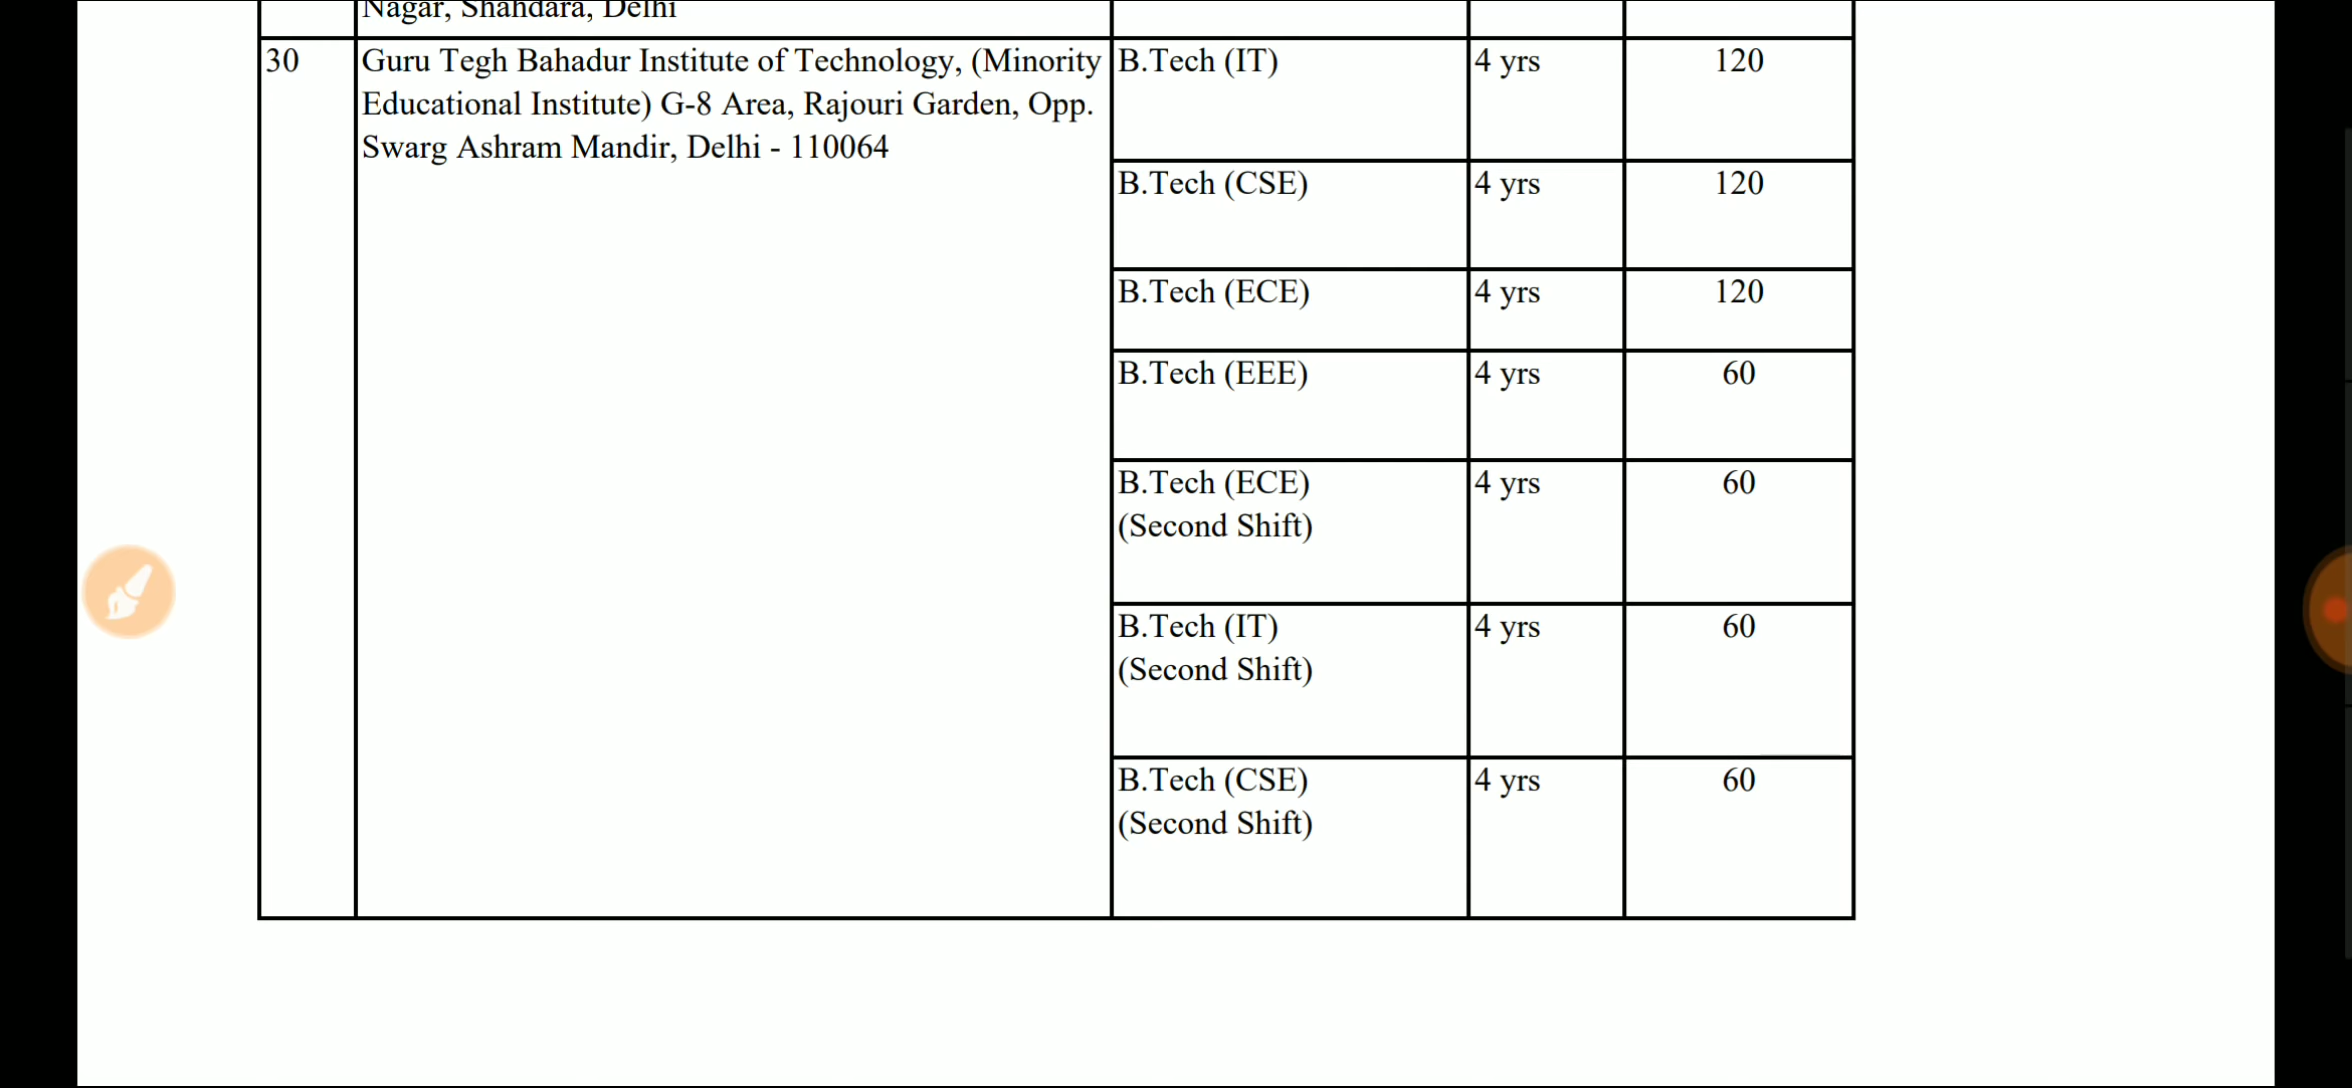 Nagar, Shahdara, Delhi
30
Guru Tegh Bahadur Institute of Technology, (Minority
Educational Institute) G-8 Area, Rajouri Garden, Opp.
Swarg Ashram Mandir, Delhi - 110064
B.Tech (IT) 4 yrs 120
B.Tech (CSE) 4 yrs 120
B.Tech (ECE) 4 yrs 120
B.Tech (EEE) 4 yrs 60
B.Tech (ECE) 4 yrs 60
(Second Shift)
B.Tech (IT) 4 yrs 60
(Second Shift)
B.Tech (CSE) 4 yrs 60
(Second Shift)